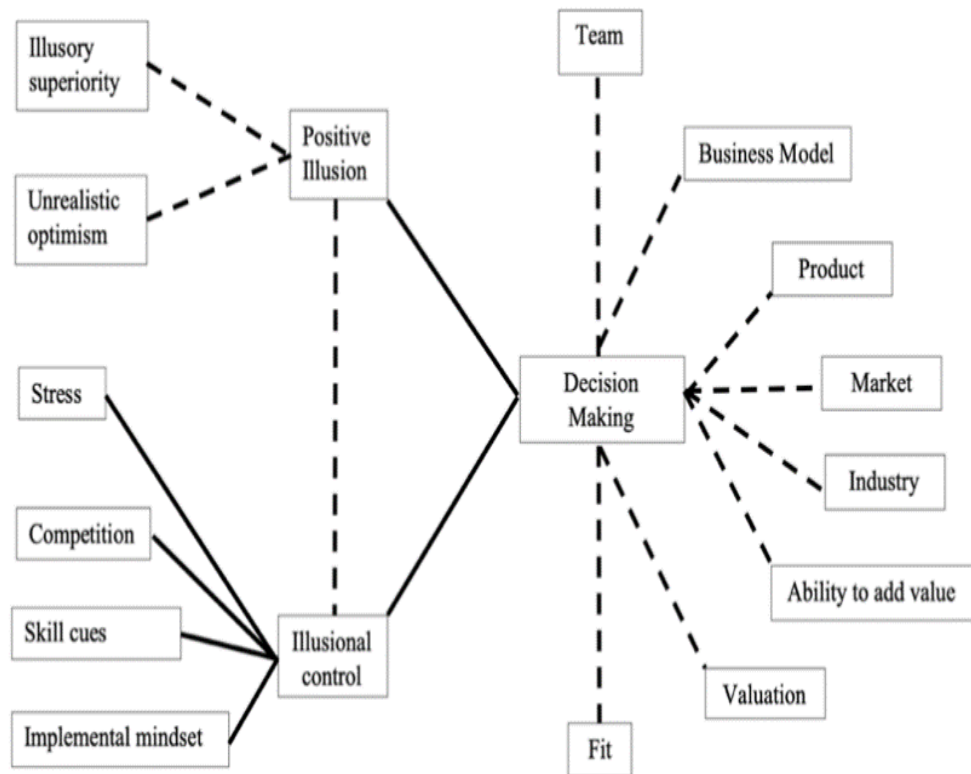 Illusory
superiority
Unrealistic
optimism
Positive
Illusion
Stress
Competition
Skill cues
Implemental mindset
Illusional
control
Decision
Making
Team
Business Model
Product
Market
Industry
Ability to add value
Valuation
Fit